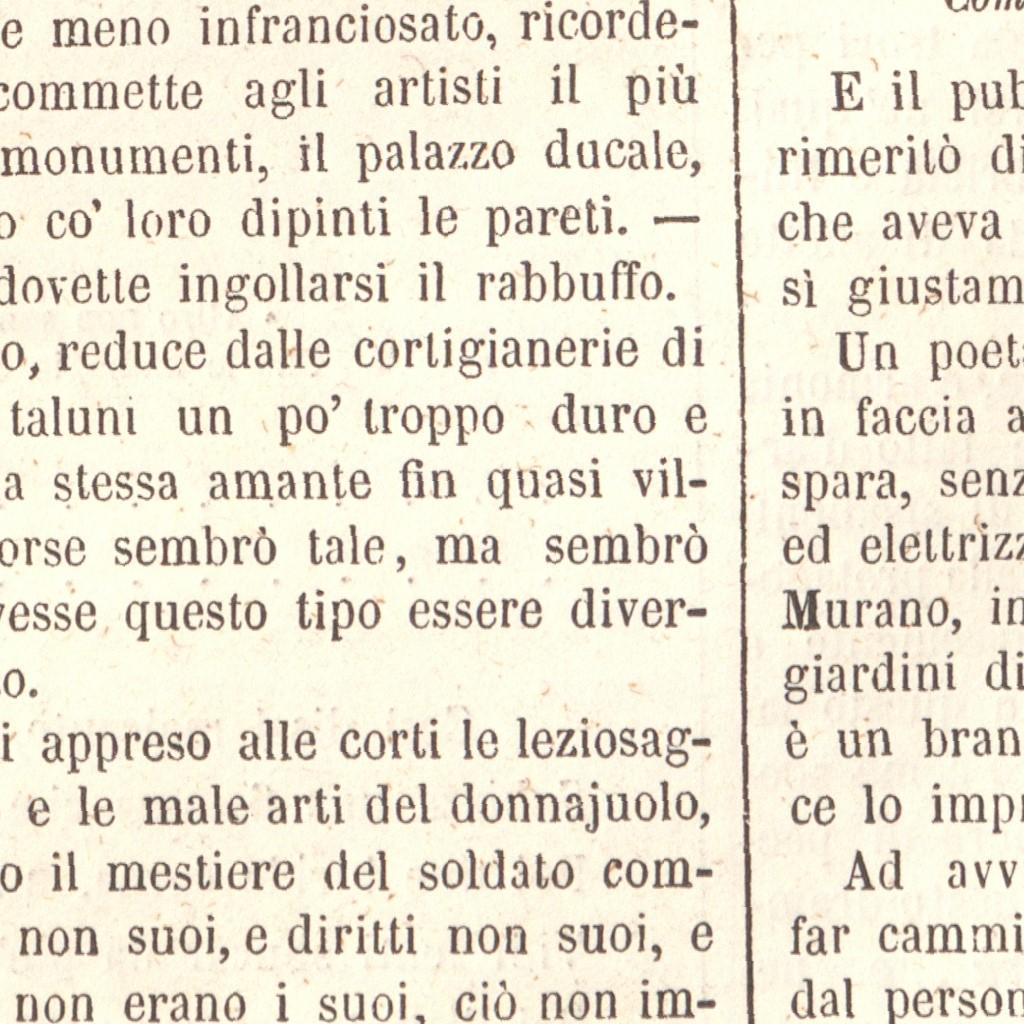 e meno infranciosato, ricorde-
commette agli artisti il più
monumenti, il palazzo ducale,
co' loro dipinti le pareti. —
dovette ingollarsi il rabbuffo.
o, reduce dalle cortigianerie di
taluni un po' troppo duro e
a stessa amante fin quasi vil-
sembrò tale, ma sembrò
questo tipo essere diver-
o.
i appreso alle corti le leziosag-
e le male arti del donnajuolo,
o il mestiere del soldato com-
non suoi, e diritti non suoi, e
non erano i suoi, ciò non im-
E il pub
rimeritò di
che aveva
sì giustam
Un poet
in faccia a
spara, senz
ed elettrizz
Murano, in
giardini di
è un bran
ce lo imp
Ad avv
far cammi
dal person